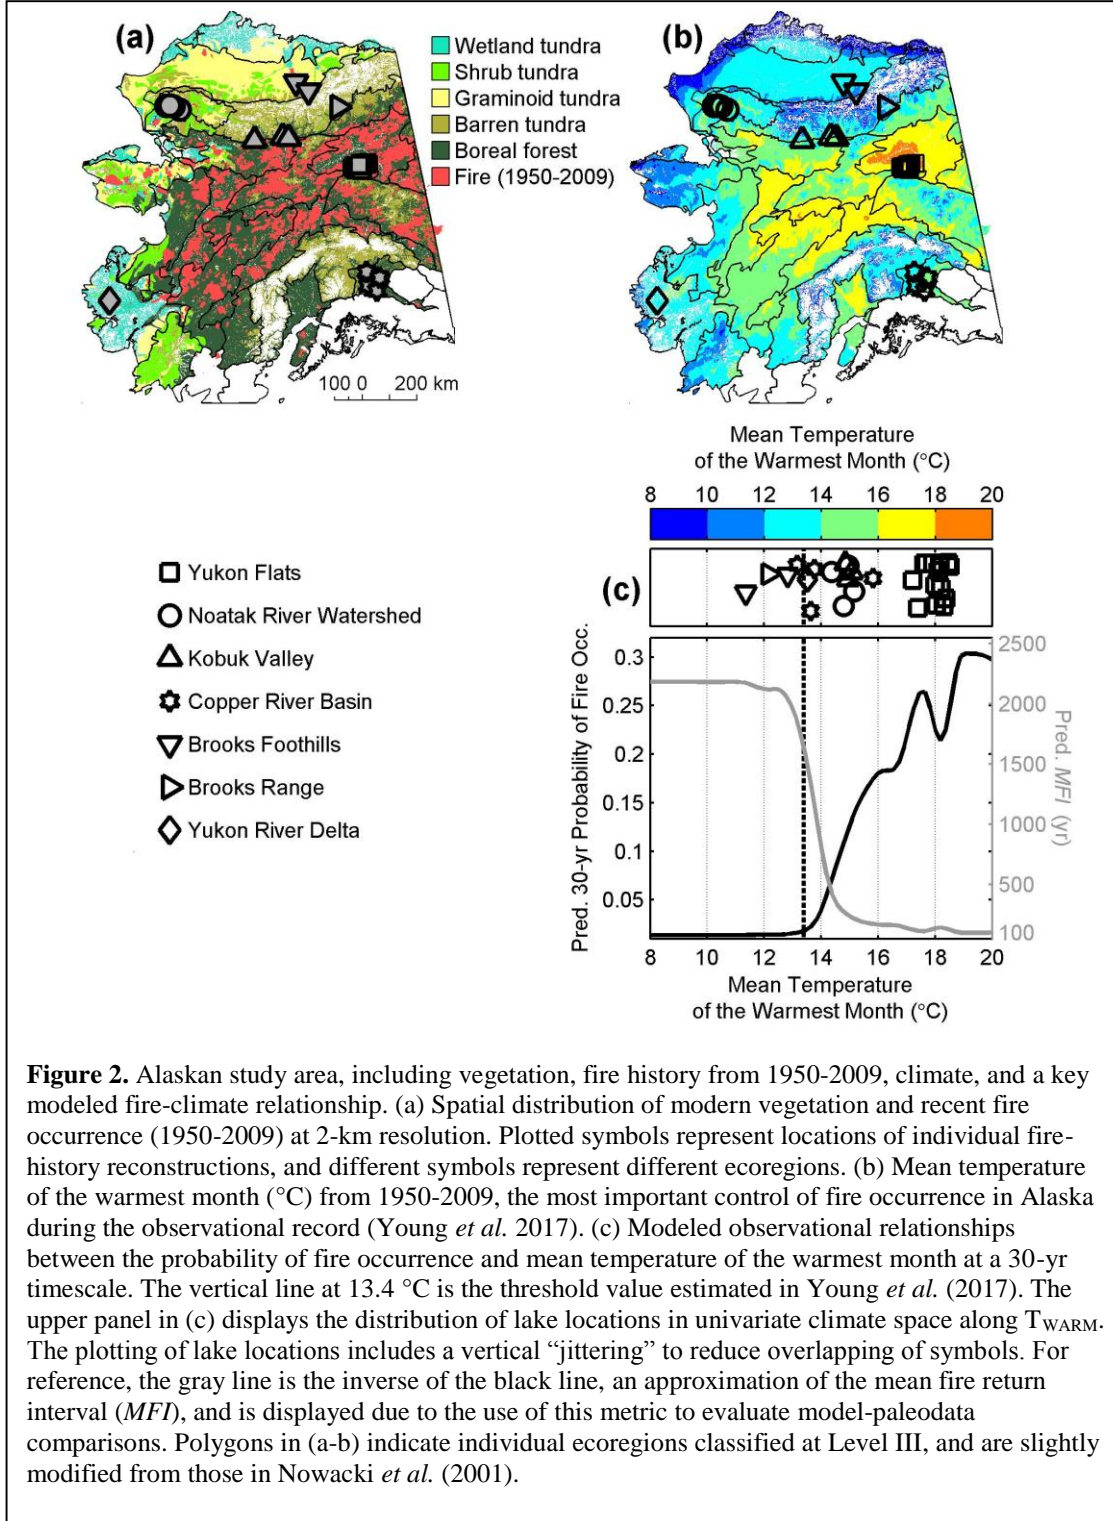 (a)
Wetland tundra
Shrub tundra
Graminoid tundra
Barren tundra
Boreal forest
Fire (1950-2009)
100 0 200 km
(b)
Mean Temperature
of the Warmest Month (°C)
8 10 12 14 16 18 20
Yukon Flats
Noatak River Watershed
Kobuk Valley
Copper River Basin
Brooks Foothills
Brooks Range
Yukon River Delta
(c)
Pred. 30-yr Probability of Fire Occ.
0.3
0.25
0.2
0.15
0.1
0.05
2500
2000
1500
1000
500
100
Pred. MFI (yr)
8 10 12 14 16 18 20
Mean Temperature
of the Warmest Month (°C)
Figure 2. Alaskan study area, including vegetation, fire history from 1950-2009, climate, and a key
modeled fire-climate relationship. (a) Spatial distribution of modern vegetation and recent fire
occurrence (1950-2009) at 2-km resolution. Plotted symbols represent locations of individual fire-
history reconstructions, and different symbols represent different ecoregions. (b) Mean temperature
of the warmest month (°C) from 1950-2009, the most important control of fire occurrence in Alaska
during the observational record (Young et al. 2017). (c) Modeled observational relationships
between the probability of fire occurrence and mean temperature of the warmest month at a 30-yr
timescale. The vertical line at 13.4 °C is the threshold value estimated in Young et al. (2017). The
upper panel in (c) displays the distribution of lake locations in univariate climate space along TWARM.
The plotting of lake locations includes a vertical “jittering” to reduce overlapping of symbols. For
reference, the gray line is the inverse of the black line, an approximation of the mean fire return
interval (MFI), and is displayed due to the use of this metric to evaluate model-paleodata
comparisons. Polygons in (a-b) indicate individual ecoregions classified at Level III, and are slightly
modified from those in Nowacki et al. (2001).